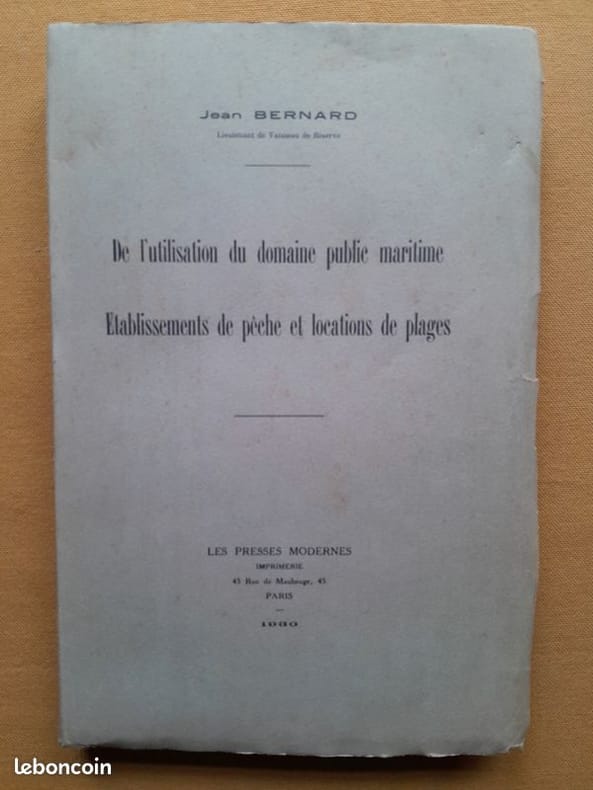 Jean BERNARD
Lieutenant de Vaisseau de Réserve
De l'utilisation du domaine public maritime
Etablissements de pêche et locations de plages
LES PRESSES MODERNES
IMPRIMERIE
45 Rue de Maubeuge, 45
PARIS
1930
leboncoin